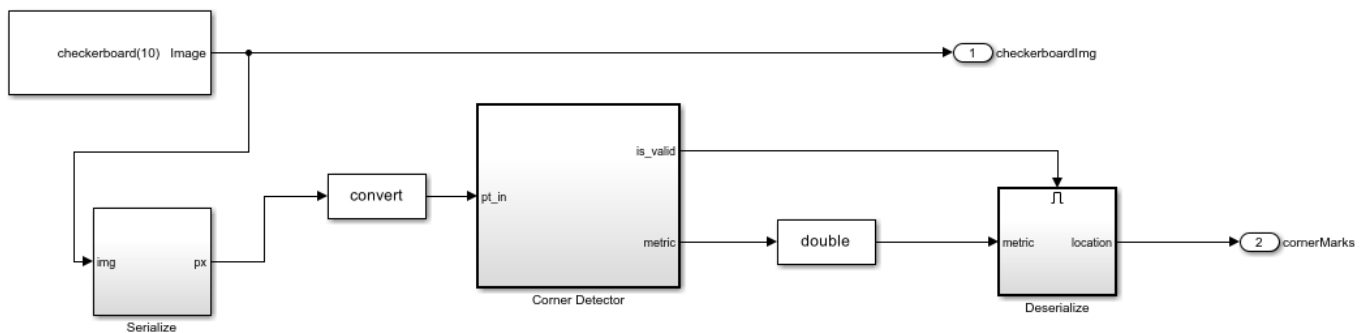 checkerboard(10) Image
1
checkerboardImg
is_valid
convert
pt_in
double
metric
metric location
2
cornerMarks
img px
Corner Detector
Deserialize
Serialize